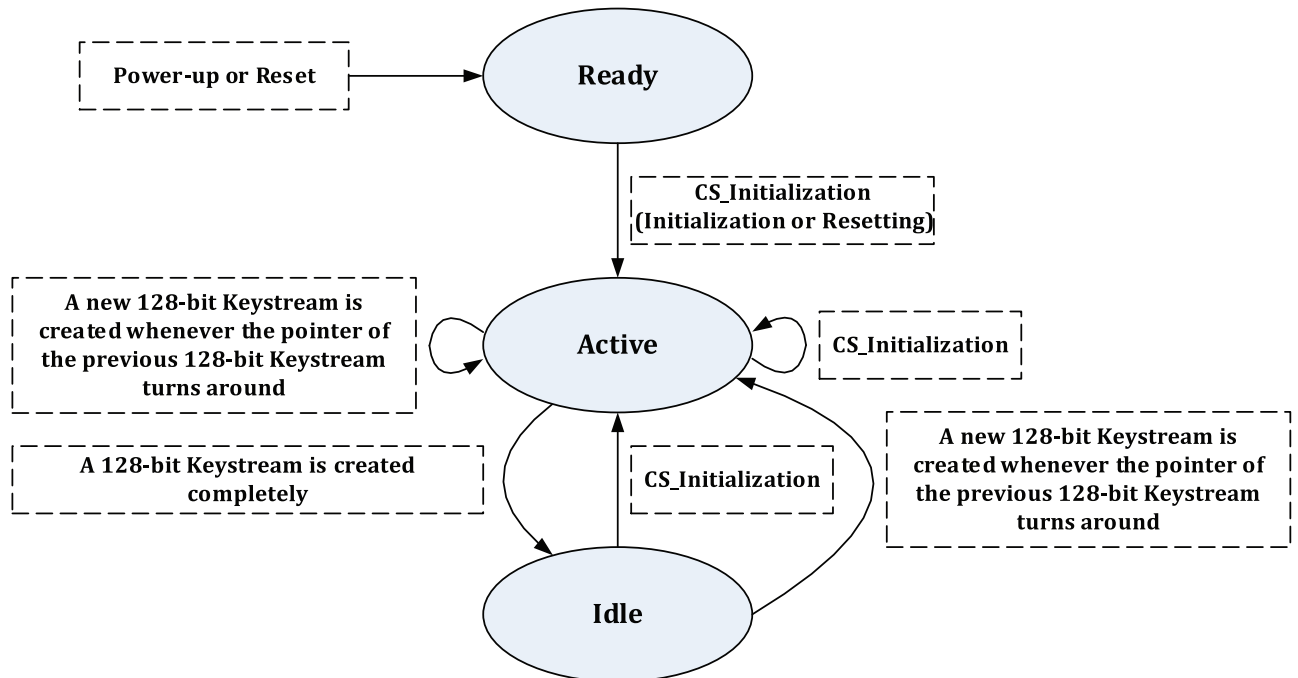 Power-up or Reset
Ready
CS_Initialization
(Initialization or Resetting)
A new 128-bit Keystream is
created whenever the pointer of
the previous 128-bit Keystream
turns around
Active
CS_Initialization
A 128-bit Keystream is created
completely
CS_Initialization
A new 128-bit Keystream is
created whenever the pointer of
the previous 128-bit Keystream
turns around
Idle